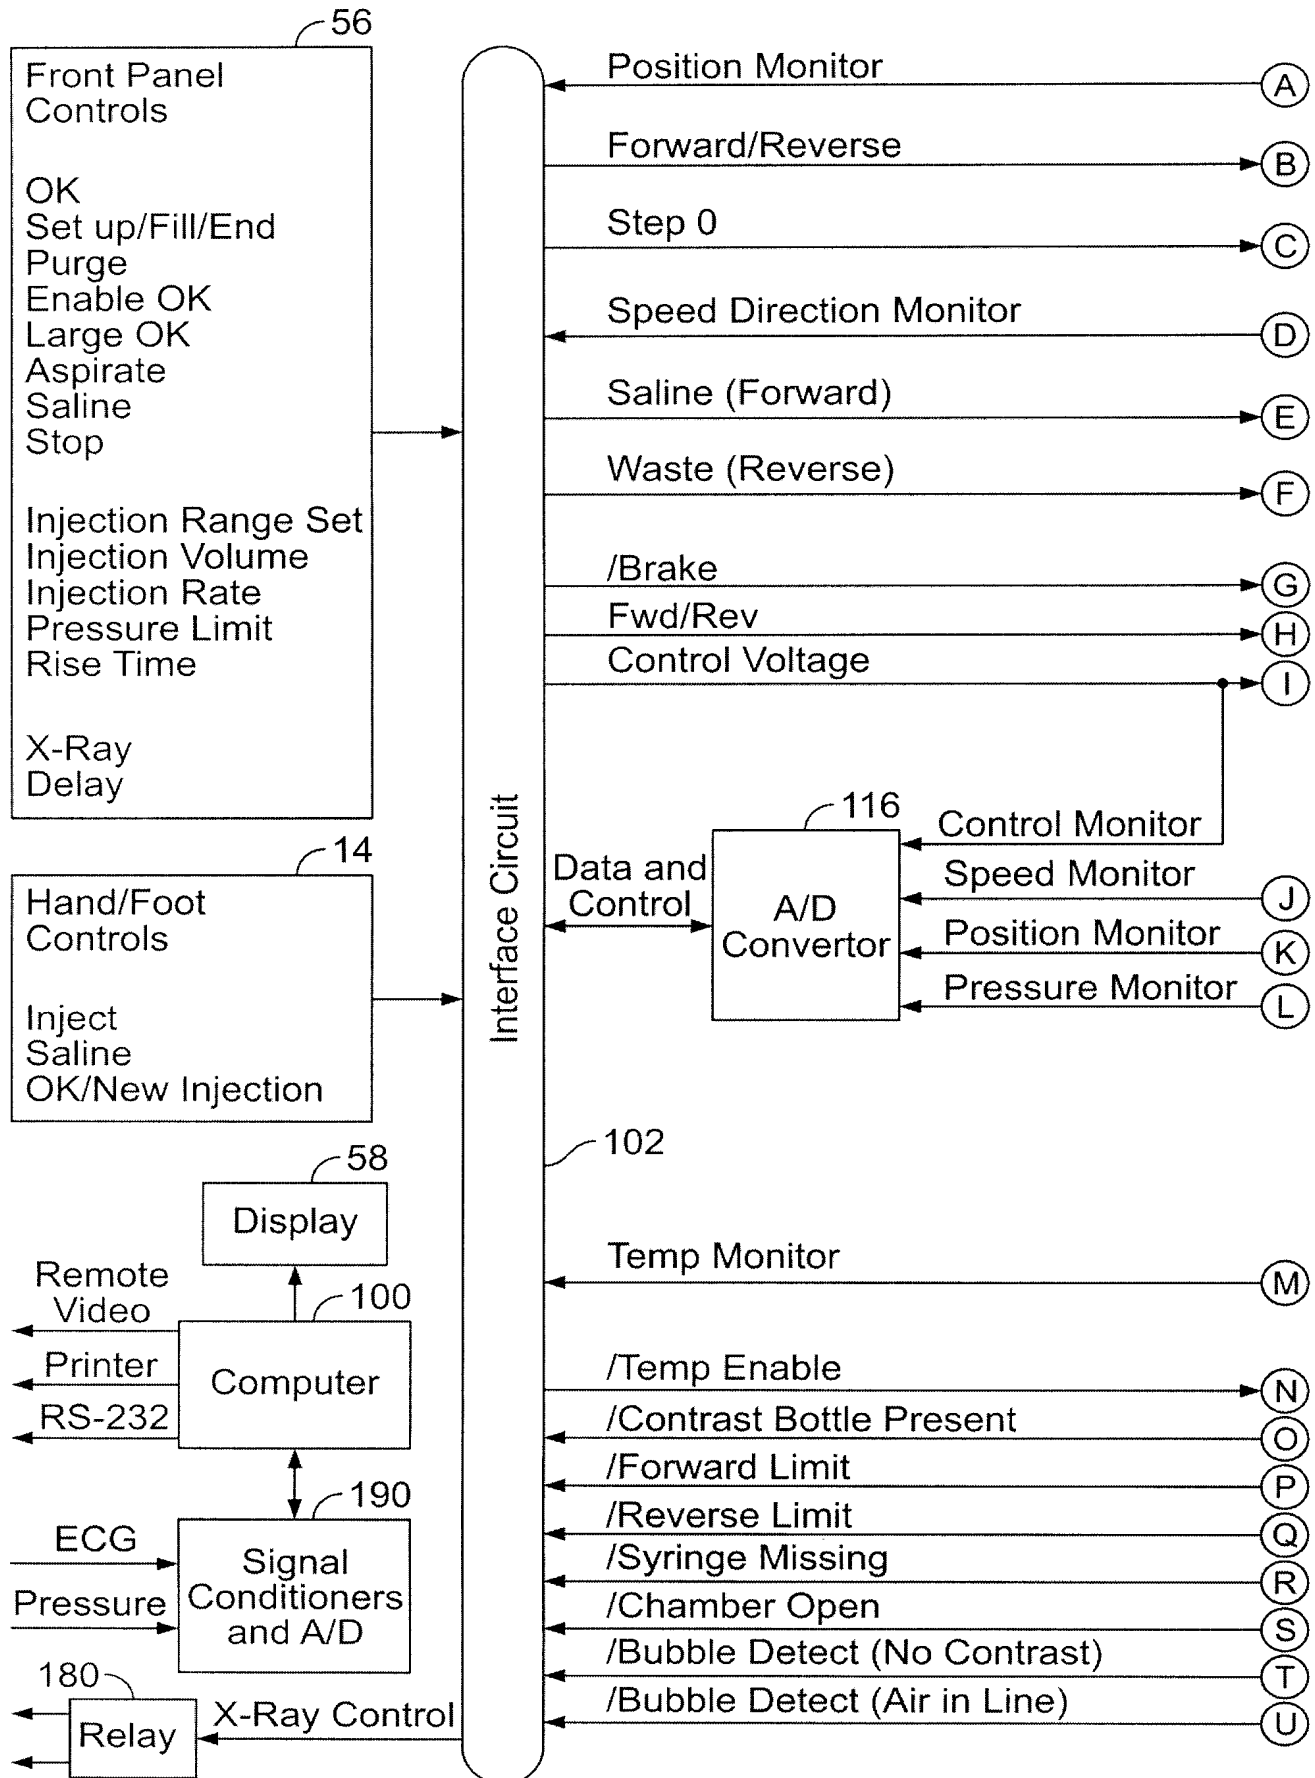 56
Front Panel
Controls
OK
Set up/Fill/End
Purge
Enable OK
Large OK
Aspirate
Saline
Stop
Injection Range Set
Injection Volume
Injection Rate
Pressure Limit
Rise Time
X-Ray
Delay
14
Hand/Foot
Controls
Inject
Saline
OK/New Injection
58
Display
Remote
Video
Printer
RS-232
100
Computer
190
ECG
Pressure
Signal
Conditioners
and A/D
180
Relay
X-Ray Control
Interface Circuit
102
Position Monitor
A
Forward/Reverse
B
Step 0
C
Speed Direction Monitor
D
Saline (Forward)
E
Waste (Reverse)
F
/Brake
G
Fwd/Rev
H
Control Voltage
I
116
Data and
Control
A/D
Convertor
Control Monitor
Speed Monitor
J
Position Monitor
K
Pressure Monitor
L
Temp Monitor
M
/Temp Enable
N
/Contrast Bottle Present
O
/Forward Limit
P
/Reverse Limit
Q
/Syringe Missing
R
/Chamber Open
S
/Bubble Detect (No Contrast)
T
/Bubble Detect (Air in Line)
U